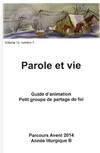 Volume 12, numéro 1
Parole et vie
Guide d'animation
Petit groupe de partage de foi
Parcours Avent 2014
Année liturgique B